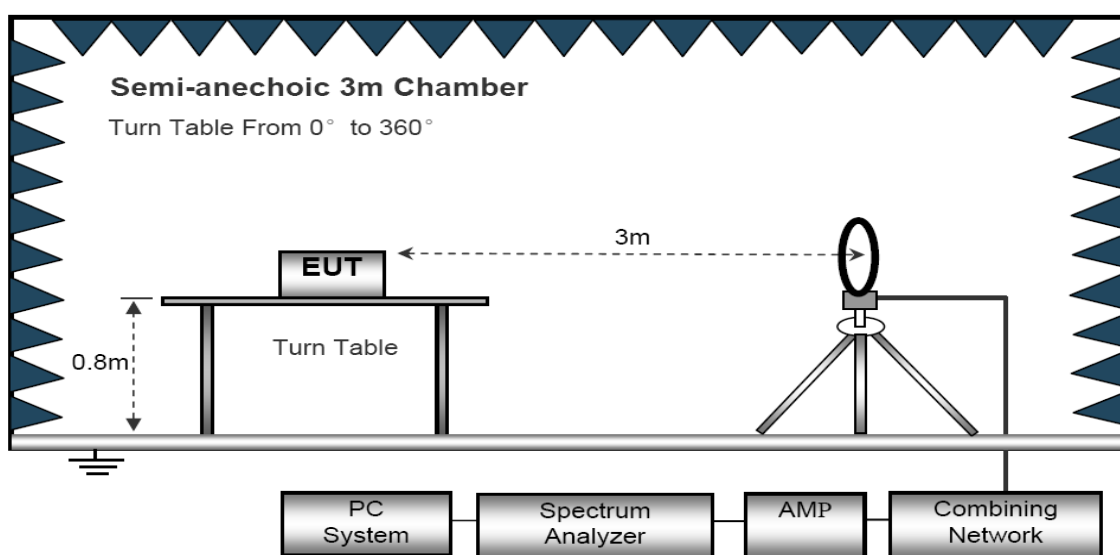 Semi-anechoic 3m Chamber
Turn Table From 0° to 360°
3m
EUT
Turn Table
0.8m
PC
System
Spectrum
Analyzer
AMP
Combining
Network